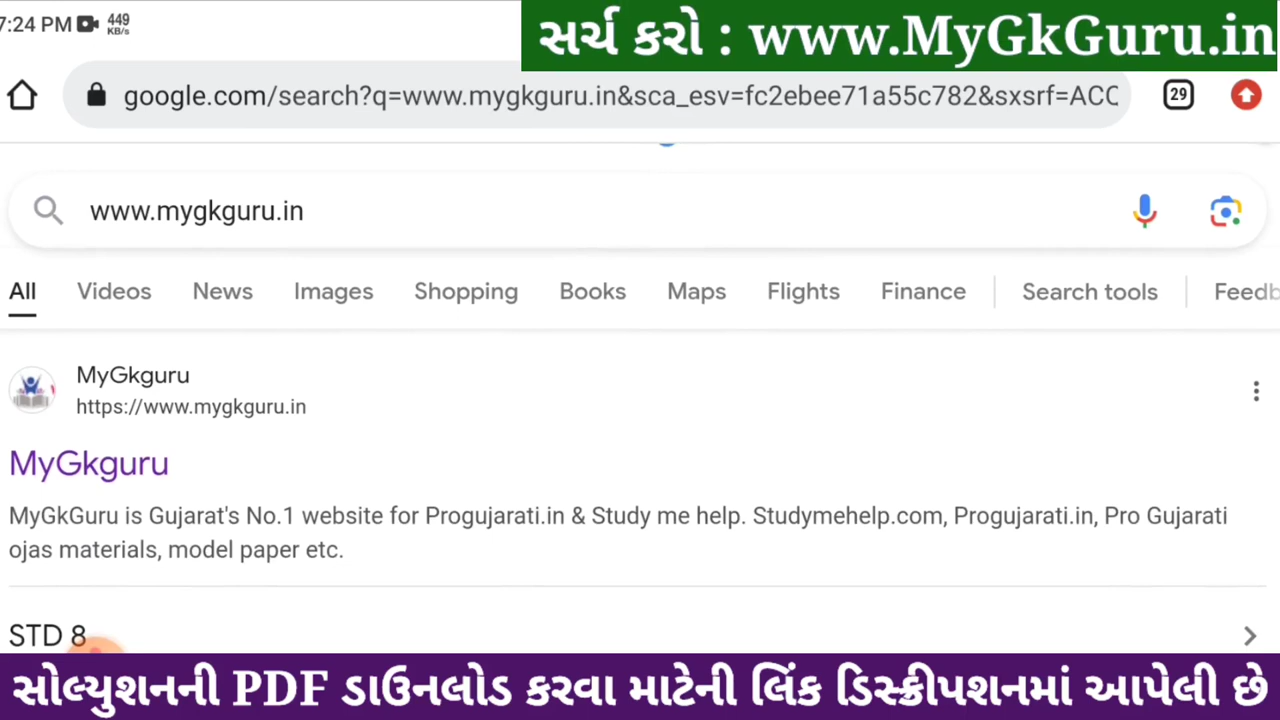 7:24 PM 449 KB/s
સર્ચ કરો : www.MyGkGuru.in
google.com/search?q=www.mygkguru.in&sca_esv=fc2ebee71a55c782&sxsrf=ACC
29
www.mygkguru.in
All Videos News Images Shopping Books Maps Flights Finance Search tools Feedb
MyGkguru
https://www.mygkguru.in
MyGkguru
MyGkGuru is Gujarat's No.1 website for Progujarati.in & Study me help. Studymehelp.com, Progujarati.in, Pro Gujarati
ojas materials, model paper etc.
STD 8
સોલ્યુશનની PDF ડાઉનલોડ કરવા માટેની લિંક ડિસ્ક્રીપશનમાં આપેલી છે